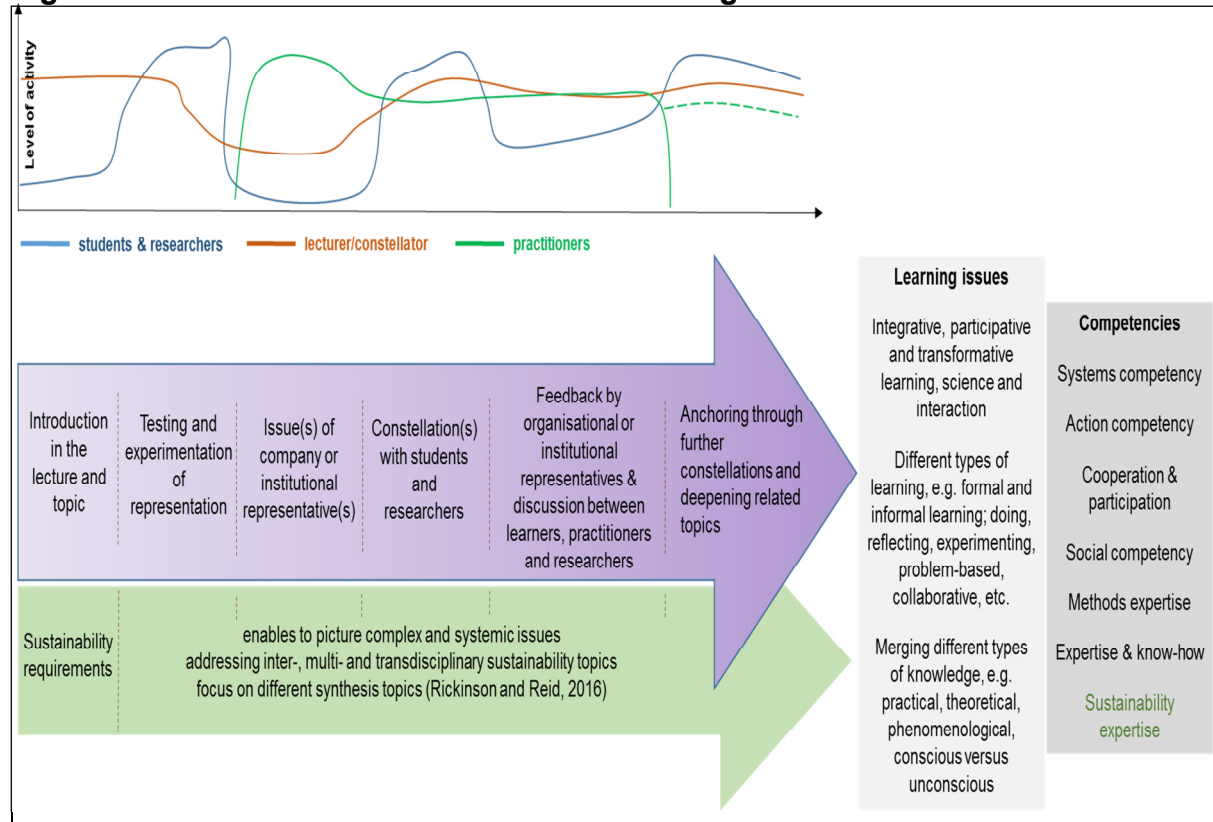 Level of activity
students & researchers
lecturer/constellator
practitioners
Introduction
in the
lecture and
topic
Testing and
experimentation
of
representation
Issue(s) of
company or
institutional
representative(s)
Constellation(s)
with students
and
researchers
Feedback by
organisational or
institutional
representatives &
discussion between
learners, practitioners
and researchers
Anchoring through
further
constellations and
deepening related
topics
Sustainability
requirements
enables to picture complex and systemic issues
addressing inter-, multi- and transdisciplinary sustainability topics
focus on different synthesis topics (Rickinson and Reid, 2016)
Learning issues
Integrative, participative
and transformative
learning, science and
interaction
Different types of
learning, e.g. formal and
informal learning; doing,
reflecting, experimenting,
problem-based,
collaborative, etc.
Merging different types
of knowledge, e.g.
practical, theoretical,
phenomenological,
conscious versus
unconscious
Competencies
Systems competency
Action competency
Cooperation &
participation
Social competency
Methods expertise
Expertise & know-how
Sustainability
expertise